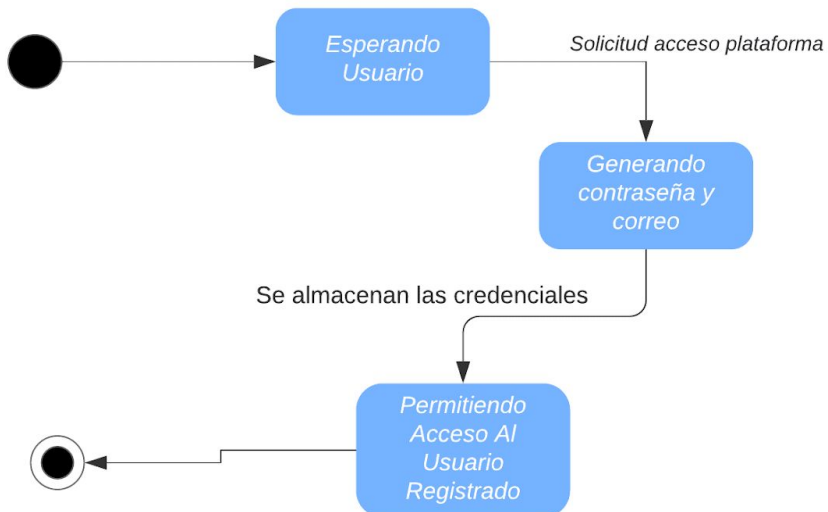 Esperando
Usuario
Solicitud acceso plataforma
Generando
contraseña y
correo
Se almacenan las credenciales
Permitiendo
Acceso Al
Usuario
Registrado